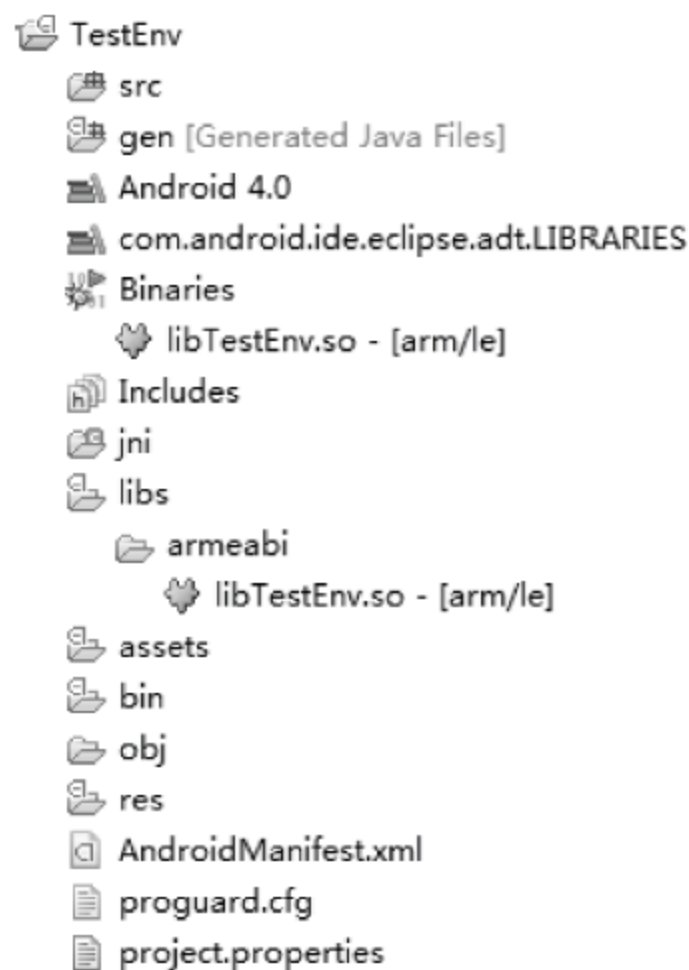 TestEnv
src
gen [Generated Java Files]
Android 4.0
com.android.ide.eclipse.adt.LIBRARIES
Binaries
libTestEnv.so - [arm/le]
Includes
jni
libs
armeabi
libTestEnv.so - [arm/le]
assets
bin
obj
res
AndroidManifest.xml
proguard.cfg
project.properties